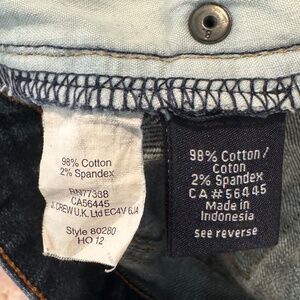 8
98% Cotton
2% Spandex
RN77388
CA56445
J.CREW U.K. Ltd EC4V 6JA
Style 80280
HO 12
98% Cotton/
Coton
2% Spandex
CA#56445
Made in
Indonesia
see reverse